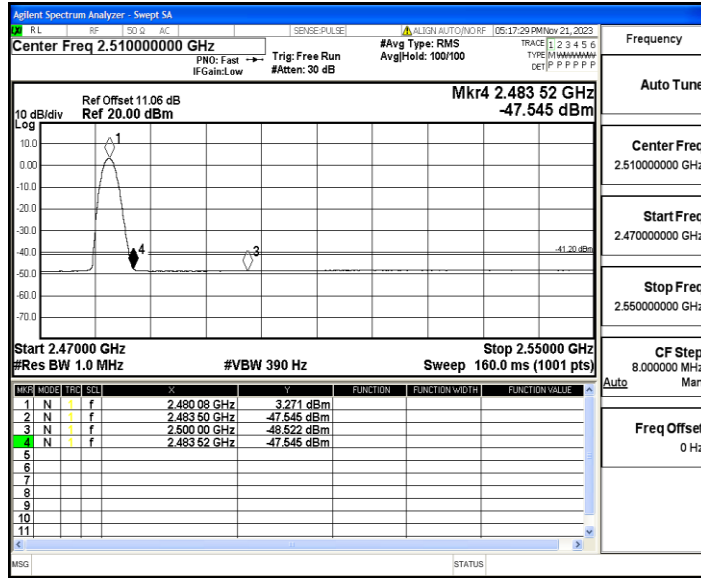 Agilent Spectrum Analyzer - Swept SA
RL RF 50 Ω AC SENSE:PULSE ALIGN AUTO/NO RF 05:17:29 PM Nov 21, 2023
Center Freq 2.510000000 GHz
PNO: Fast
IFGain:Low
Trig: Free Run
#Atten: 30 dB
#Avg Type: RMS
Avg|Hold: 100/100
TRACE 1 2 3 4 5 6
TYPE M WWWWW
DET P P P P P P
Ref Offset 11.06 dB
10 dB/div Ref 20.00 dBm
Log
Mkr4 2.483 52 GHz
-47.545 dBm
10.0
0.00
-10.0
-20.0
-30.0
-40.0
-50.0
-60.0
-70.0
1
4
3
-41.20 dBm
Start 2.47000 GHz Stop 2.55000 GHz
#Res BW 1.0 MHz #VBW 390 Hz Sweep 160.0 ms (1001 pts)
MKR MODE TRC SCL X Y FUNCTION FUNCTION WIDTH FUNCTION VALUE
1 N 1 f 2.480 08 GHz 3.271 dBm
2 N 1 f 2.483 50 GHz -47.545 dBm
3 N 1 f 2.500 00 GHz -48.522 dBm
4 N 1 f 2.483 52 GHz -47.545 dBm
5
6
7
8
9
10
11
MSG STATUS
Frequency
Auto Tune
Center Freq
2.510000000 GHz
Start Freq
2.470000000 GHz
Stop Freq
2.550000000 GHz
CF Step
8.000000 MHz
Auto Man
Freq Offset
0 Hz